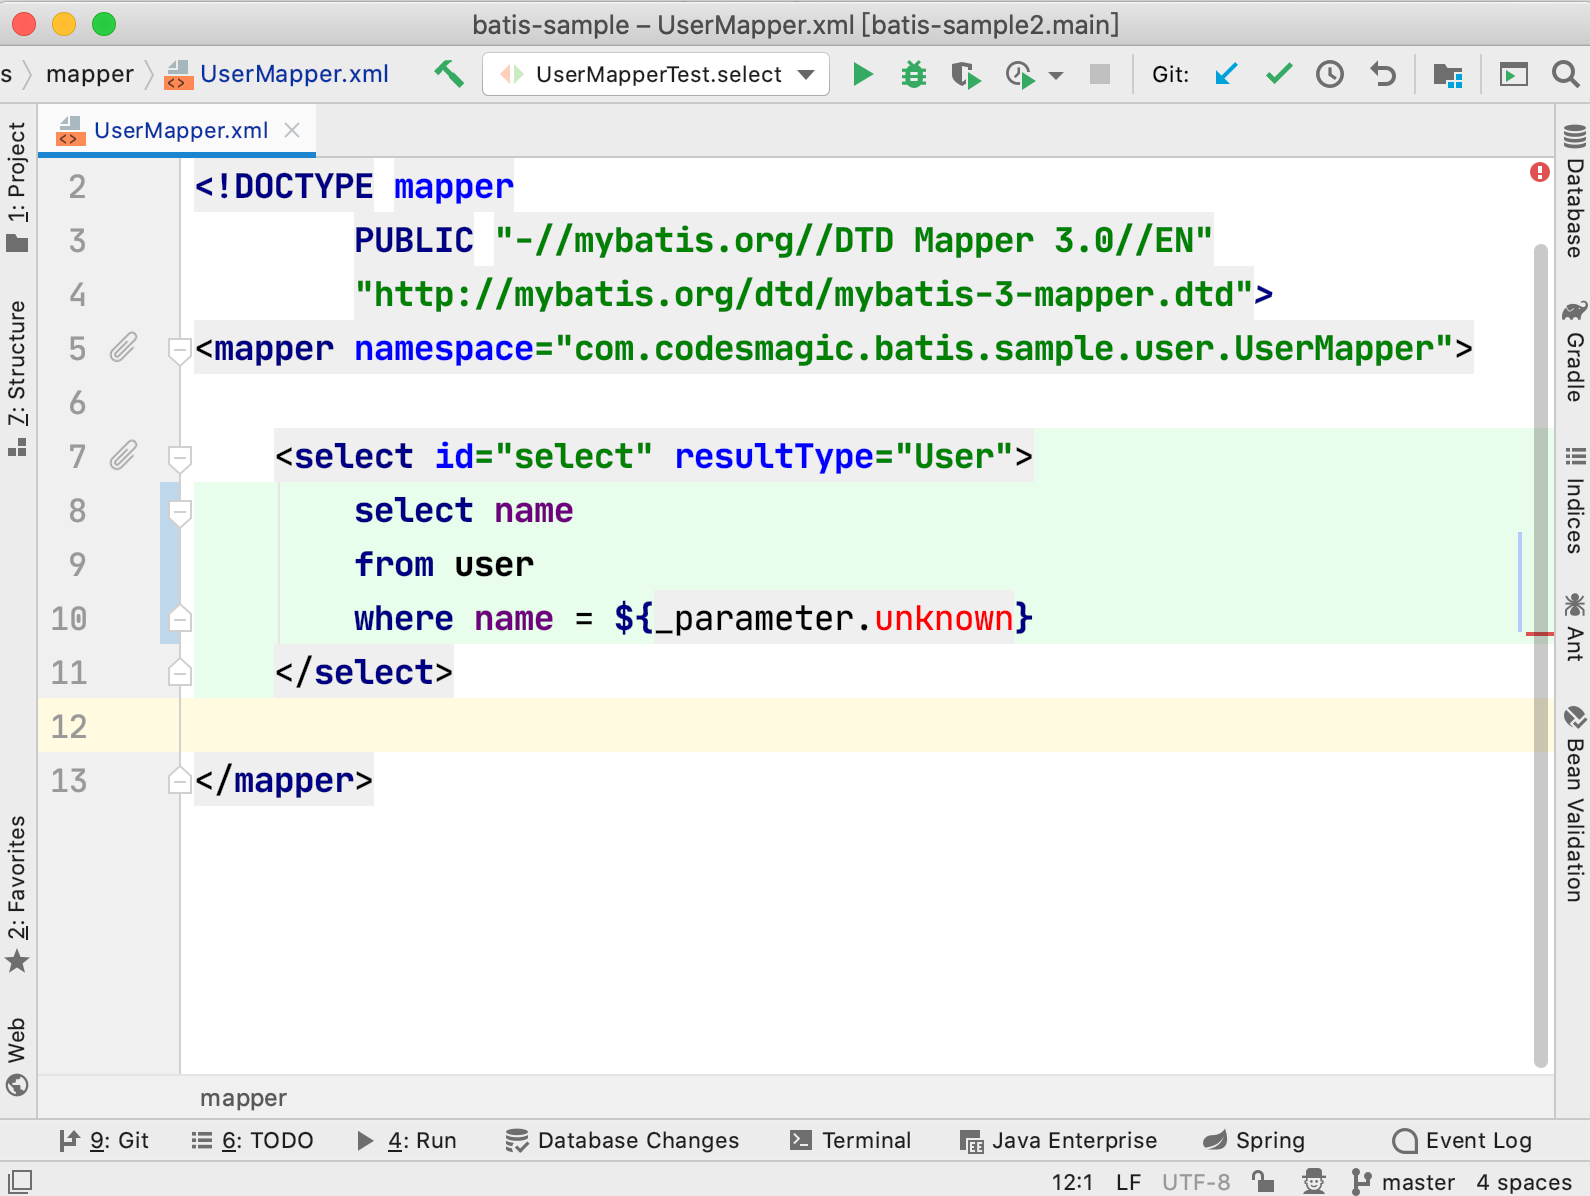 batis-sample – UserMapper.xml [batis-sample2.main]
s mapper UserMapper.xml UserMapperTest.select Git:
UserMapper.xml
1: Project
7: Structure
2: Favorites
Web
2 <!DOCTYPE mapper
3 PUBLIC "-//mybatis.org//DTD Mapper 3.0//EN"
4 "http://mybatis.org/dtd/mybatis-3-mapper.dtd">
5 <mapper namespace="com.codesmagic.batis.sample.user.UserMapper">
6
7 <select id="select" resultType="User">
8 select name
9 from user
10 where name = ${_parameter.unknown}
11 </select>
12
13 </mapper>
Database
Gradle
Indices
Ant
Bean Validation
mapper
9: Git 6: TODO 4: Run Database Changes Terminal Java Enterprise Spring Event Log
12:1 LF UTF-8 master 4 spaces